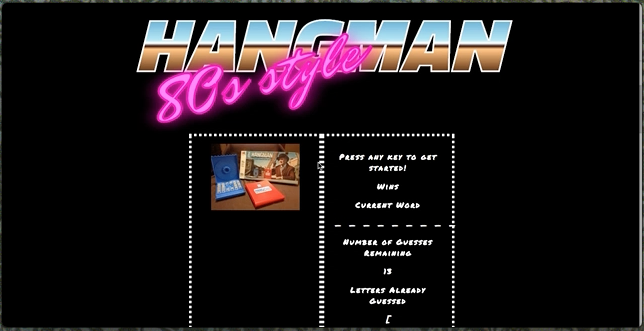 HANGMAN
80s style
HANGMAN
Press any key to get
started!
Wins
Current Word
_ _ _ _ _ _ _ _ _
Number of Guesses
Remaining
13
Letters Already
Guessed
[